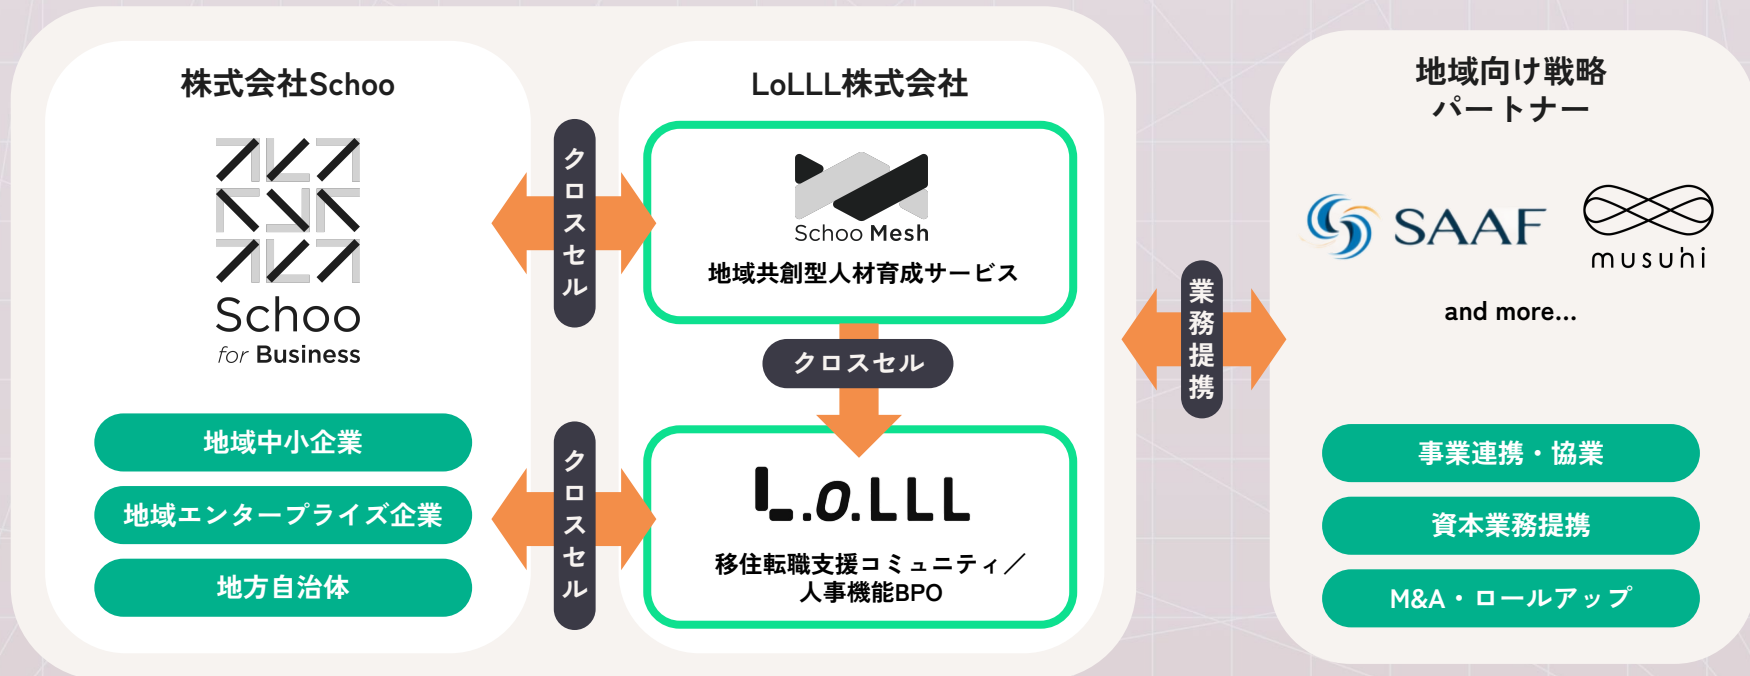 株式会社Schoo
Schoo
for Business
地域中小企業
地域エンタープライズ企業
地方自治体
クロスセル
クロスセル
LoLLL株式会社
Schoo Mesh
地域共創型人材育成サービス
クロスセル
L.o.LLL
移住転職支援コミュニティ／
人事機能BPO
業務提携
地域向け戦略
パートナー
SAAF
musuhi
and more...
事業連携・協業
資本業務提携
M&A・ロールアップ